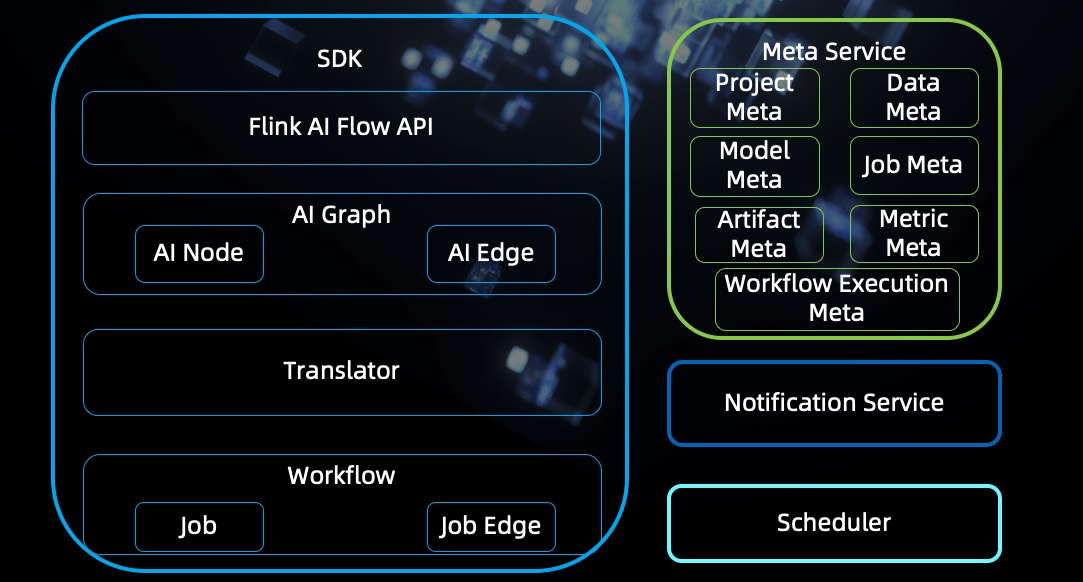 SDK
Flink AI Flow API
AI Graph
AI Node
AI Edge
Translator
Workflow
Job
Job Edge
Meta Service
Project
Meta
Data
Meta
Model
Meta
Job Meta
Artifact
Meta
Metric
Meta
Workflow Execution
Meta
Notification Service
Scheduler